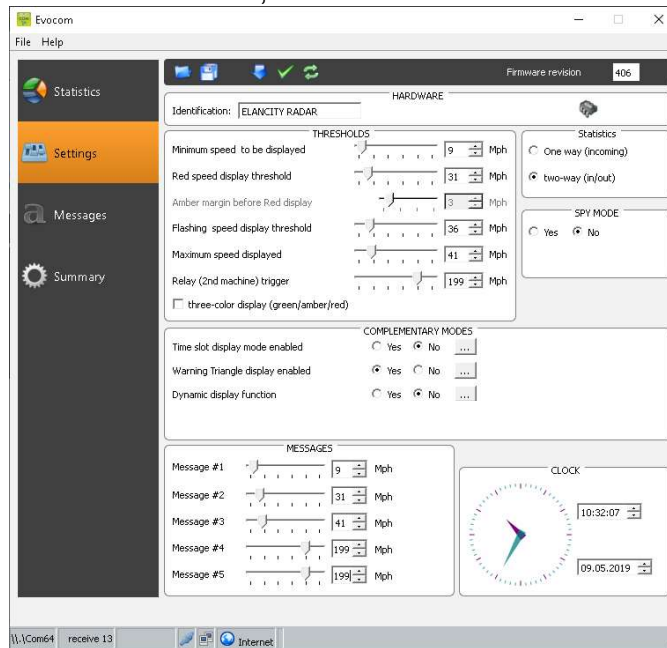 Evocom
File Help
Firmware revision 406
Statistics
Settings
Messages
Summary
HARDWARE
Identification: ELANCITY RADAR
THRESHOLDS
Minimum speed to be displayed 9 Mph
Red speed display threshold 31 Mph
Amber margin before Red display 3 Mph
Flashing speed display threshold 36 Mph
Maximum speed displayed 41 Mph
Relay (2nd machine) trigger 199 Mph
three-color display (green/amber/red)
Statistics
One way (incoming)
two-way (in/out)
SPY MODE
Yes No
COMPLEMENTARY MODES
Time slot display mode enabled Yes No ...
Warning Triangle display enabled Yes No ...
Dynamic display function Yes No ...
MESSAGES
Message #1 9 Mph
Message #2 31 Mph
Message #3 41 Mph
Message #4 199 Mph
Message #5 199 Mph
CLOCK
10:32:07
09.05.2019
\\.\Com64 receive 13 Internet